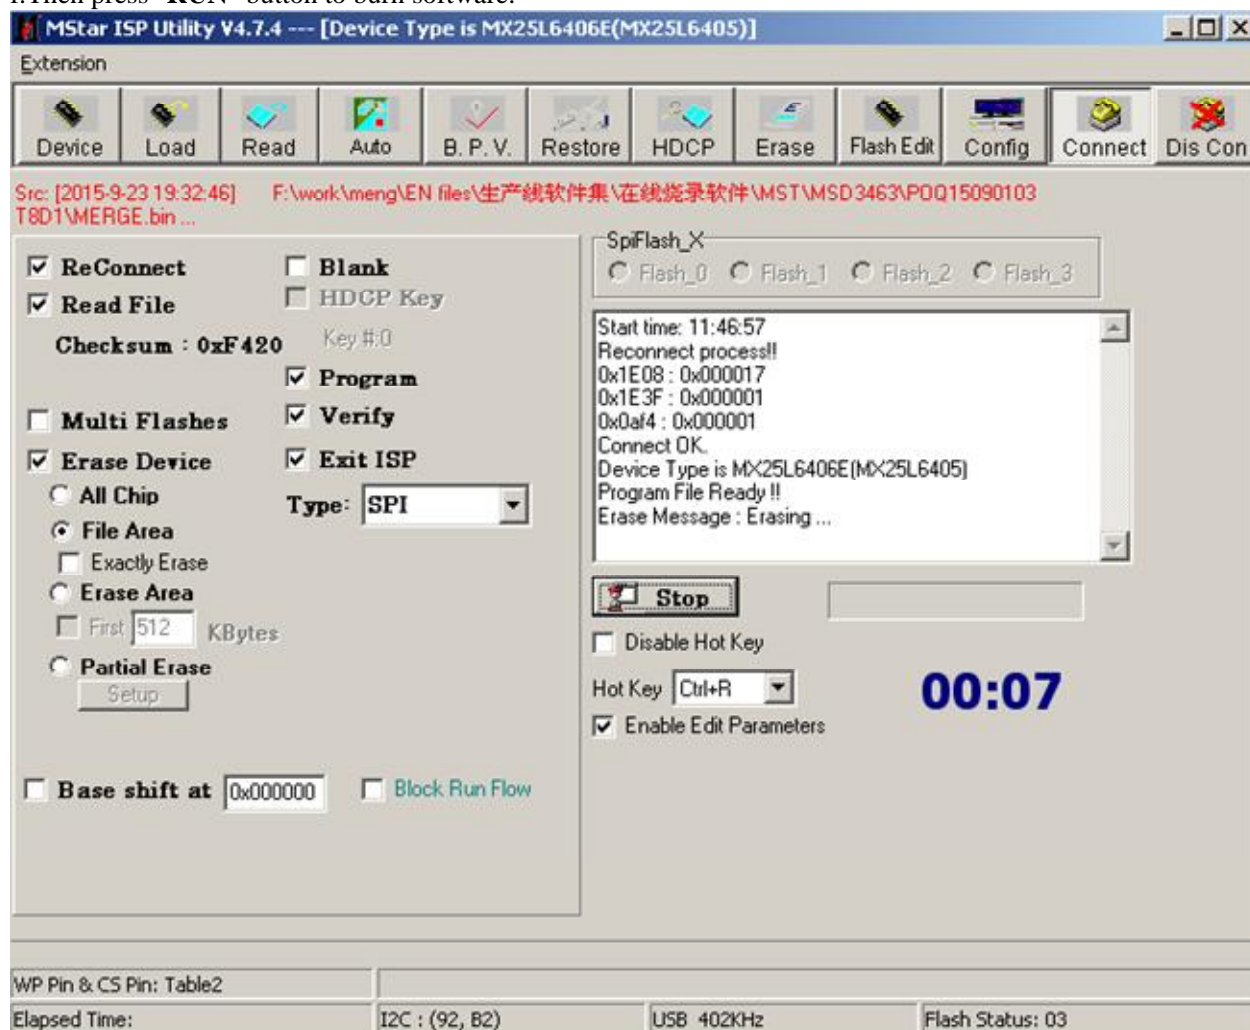 I.Then press "RUN" button to burn software.
MStar ISP Utility V4.7.4 --- [Device Type is MX25L6406E(MX25L6405)]
Extension
Device Load Read Auto B. P. V. Restore HDCP Erase Flash Edit Config Connect Dis Con
Src: [2015-9-23 19:32:46] F:\work\meng\EN files\生产线软件集\在线烧录软件\MST\MSD3463\POQ15090103
T8D1\MERGE.bin ...
ReConnect
Blank
Read File
HDCP Key
Checksum : 0xF420
Key #:0
Program
Multi Flashes
Verify
Erase Device
Exit ISP
All Chip
Type: SPI
File Area
Exactly Erase
Erase Area
First 512 KBytes
Partial Erase
Setup
Base shift at 0x000000
Block Run Flow
SpiFlash_X
Flash_0 Flash_1 Flash_2 Flash_3
Start time: 11:46:57
Reconnect process!!
0x1E08 : 0x000017
0x1E3F : 0x000001
0x0af4 : 0x000001
Connect OK.
Device Type is MX25L6406E(MX25L6405)
Program File Ready !!
Erase Message : Erasing ...
Stop
Disable Hot Key
Hot Key Ctrl+R
00:07
Enable Edit Parameters
WP Pin & CS Pin: Table2
Elapsed Time: I2C : (92, B2) USB 402KHz Flash Status: 03